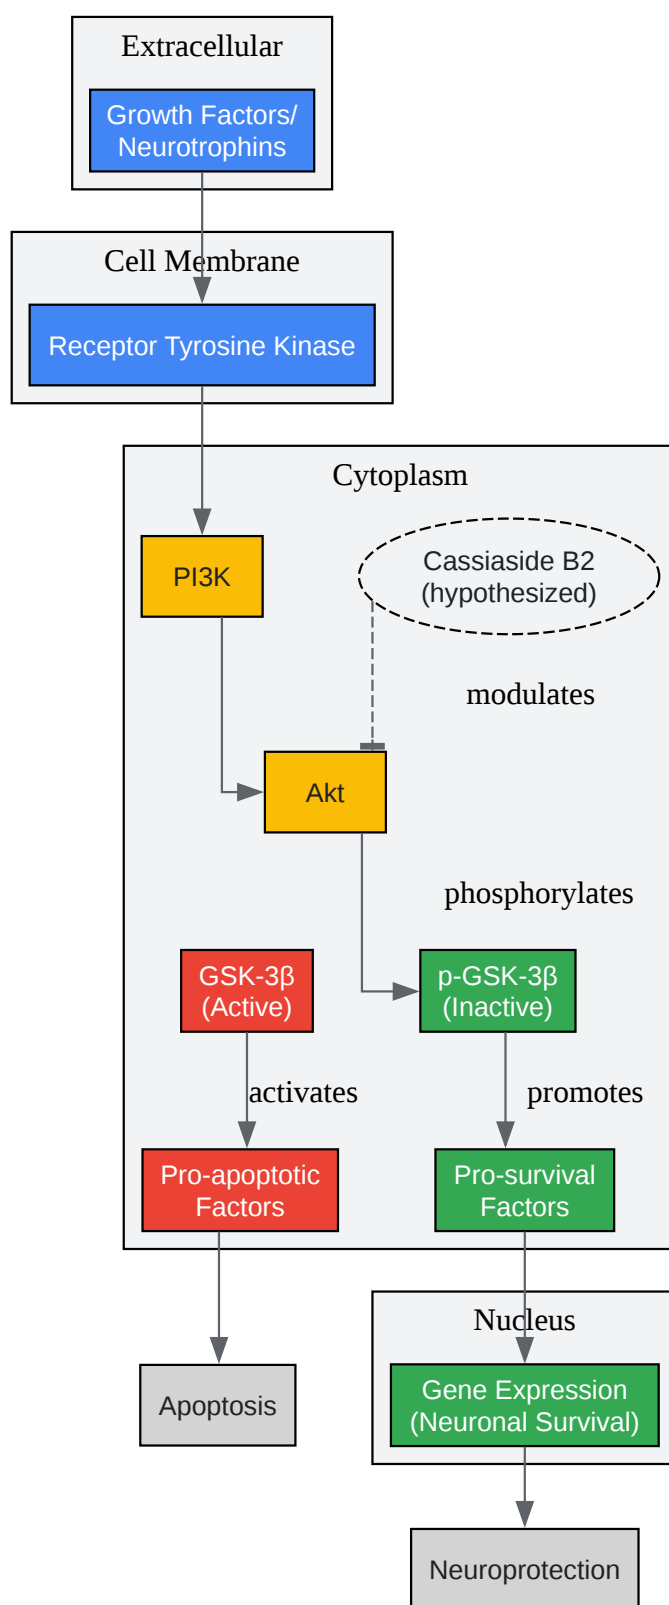 Extracellular
Growth Factors/
Neurotrophins
Cell Membrane
Receptor Tyrosine Kinase
Cytoplasm
PI3K
Cassiaside B2
(hypothesized)
modulates
Akt
phosphorylates
GSK-3β
(Active)
p-GSK-3β
(Inactive)
activates
promotes
Pro-apoptotic
Factors
Pro-survival
Factors
Nucleus
Apoptosis
Gene Expression
(Neuronal Survival)
Neuroprotection